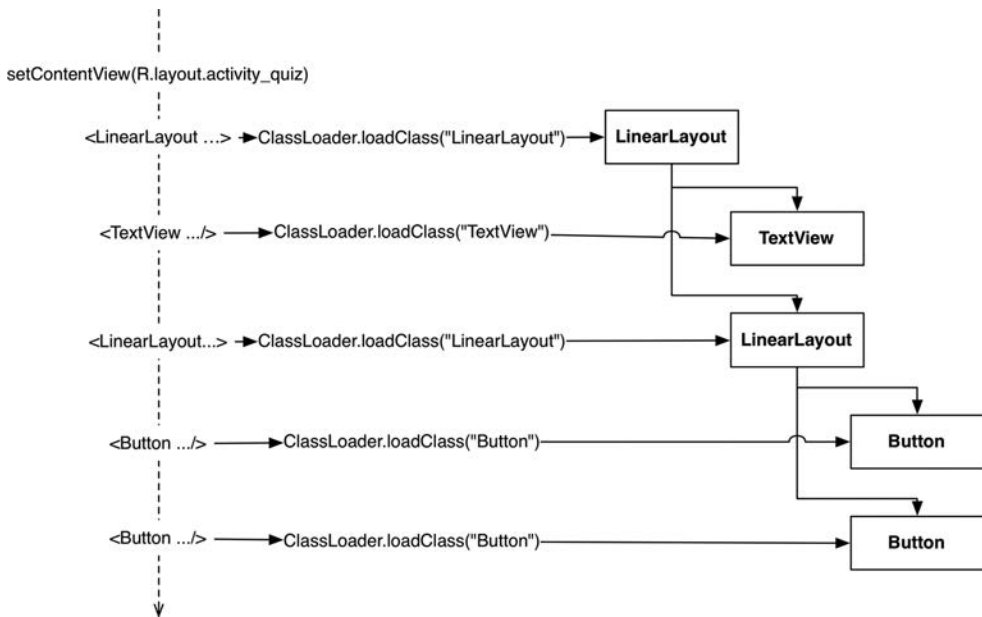 setContentView(R.layout.activity_quiz)
<LinearLayout ...> ClassLoader.loadClass("LinearLayout") LinearLayout
<TextView .../> ClassLoader.loadClass("TextView") TextView
<LinearLayout...> ClassLoader.loadClass("LinearLayout") LinearLayout
<Button .../> ClassLoader.loadClass("Button") Button
<Button .../> ClassLoader.loadClass("Button") Button